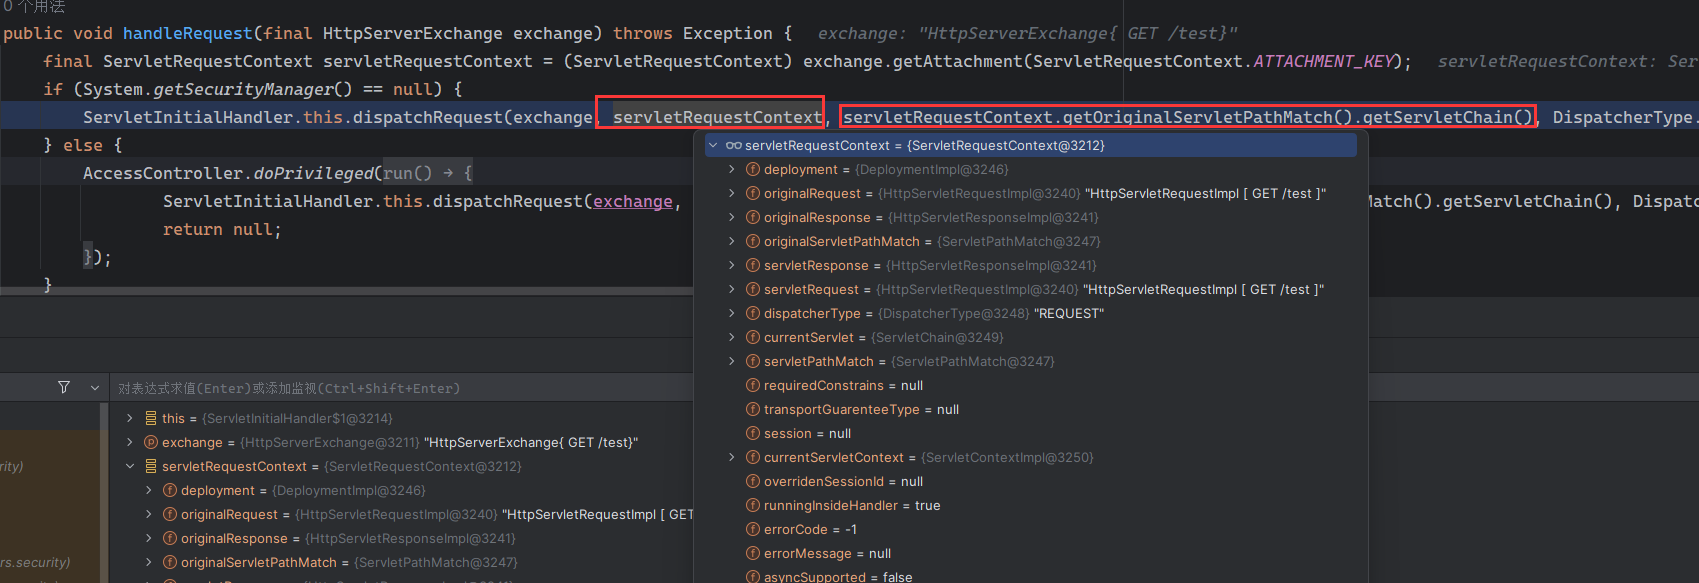 0 个用法
public void handleRequest(final HttpServerExchange exchange) throws Exception {   exchange: "HttpServerExchange{ GET /test}"
final ServletRequestContext servletRequestContext = (ServletRequestContext) exchange.getAttachment(ServletRequestContext.ATTACHMENT_KEY);   servletRequestContext: Ser
if (System.getSecurityManager() == null) {
ServletInitialHandler.this.dispatchRequest(exchange, servletRequestContext, servletRequestContext.getOriginalServletPathMatch().getServletChain(), DispatcherType.
} else {
AccessController.doPrivileged(run() → {
ServletInitialHandler.this.dispatchRequest(exchange, atch().getServletChain(), Dispatc
return null;
});
}
servletRequestContext = {ServletRequestContext@3212}
deployment = {DeploymentImpl@3246}
originalRequest = {HttpServletRequestImpl@3240} "HttpServletRequestImpl [ GET /test ]"
originalResponse = {HttpServletResponseImpl@3241}
originalServletPathMatch = {ServletPathMatch@3247}
servletResponse = {HttpServletResponseImpl@3241}
servletRequest = {HttpServletRequestImpl@3240} "HttpServletRequestImpl [ GET /test ]"
dispatcherType = {DispatcherType@3248} "REQUEST"
currentServlet = {ServletChain@3249}
servletPathMatch = {ServletPathMatch@3247}
requiredConstrains = null
transportGuarenteeType = null
session = null
currentServletContext = {ServletContextImpl@3250}
overridenSessionId = null
runningInsideHandler = true
errorCode = -1
errorMessage = null
asyncSupported = false
对表达式求值(Enter)或添加监视(Ctrl+Shift+Enter)
this = {ServletInitialHandler$1@3214}
exchange = {HttpServerExchange@3211} "HttpServerExchange{ GET /test}"
servletRequestContext = {ServletRequestContext@3212}
deployment = {DeploymentImpl@3246}
originalRequest = {HttpServletRequestImpl@3240} "HttpServletRequestImpl [ GET
originalResponse = {HttpServletResponseImpl@3241}
originalServletPathMatch = {ServletPathMatch@3247}
rity)
rs.security)